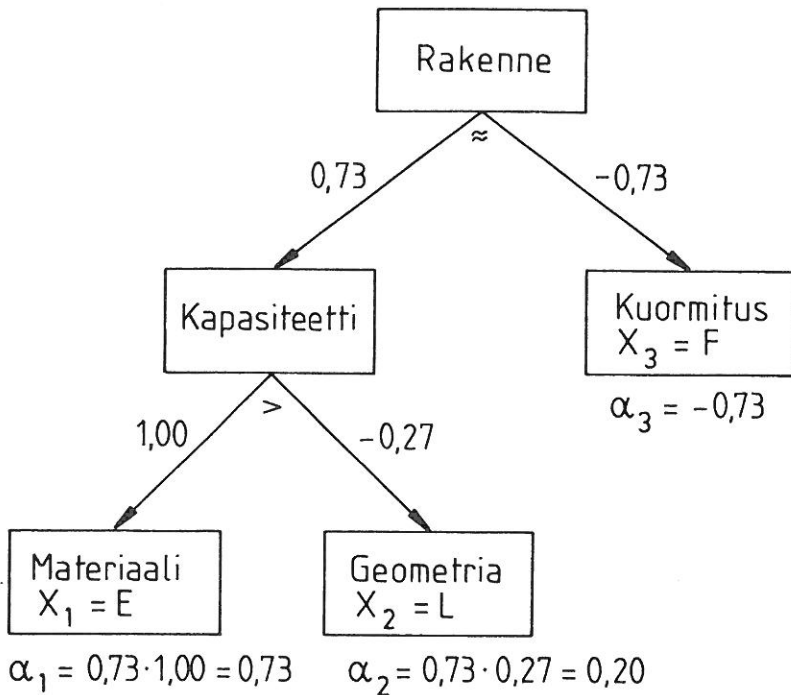 Rakenne
≈
0,73
-0,73
Kapasiteetti
Kuormitus
X₃ = F
α₃ = -0,73
>
1,00
-0,27
Materiaali
X₁ = E
Geometria
X₂ = L
α₁ = 0,73·1,00 = 0,73
α₂ = 0,73·0,27 = 0,20